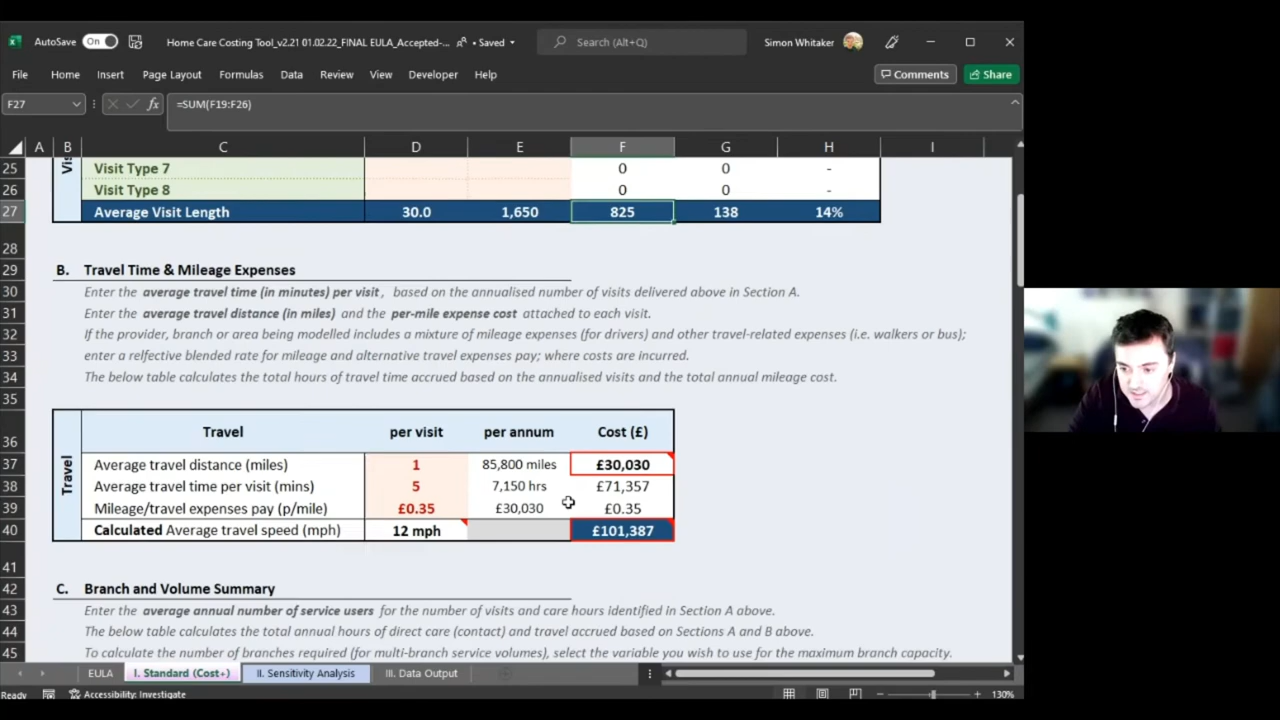 AutoSave On Home Care Costing Tool_v2.21 01.02.22_FINAL EULA_Accepted-... • Saved Search (Alt+Q) Simon Whitaker
File Home Insert Page Layout Formulas Data Review View Developer Help Comments Share
F27 fx =SUM(F19:F26)
A B C D E F G H I
25 Visit Type 7 0 0 -
26 Visit Type 8 0 0 -
27 Average Visit Length 30.0 1,650 825 138 14%
28
29 B. Travel Time & Mileage Expenses
30 Enter the average travel time (in minutes) per visit, based on the annualised number of visits delivered above in Section A.
31 Enter the average travel distance (in miles) and the per-mile expense cost attached to each visit.
32 If the provider, branch or area being modelled includes a mixture of mileage expenses (for drivers) and other travel-related expenses (i.e. walkers or bus);
33 enter a relfective blended rate for mileage and alternative travel expenses pay; where costs are incurred.
34 The below table calculates the total hours of travel time accrued based on the annualised visits and the total annual mileage cost.
35
36 Travel Travel per visit per annum Cost (£)
37 Average travel distance (miles) 1 85,800 miles £30,030
38 Average travel time per visit (mins) 5 7,150 hrs £71,357
39 Mileage/travel expenses pay (p/mile) £0.35 £30,030 £0.35
40 Calculated Average travel speed (mph) 12 mph £101,387
41
42 C. Branch and Volume Summary
43 Enter the average annual number of service users for the number of visits and care hours identified in Section A above.
44 The below table calculates the total annual hours of direct care (contact) and travel accrued based on Sections A and B above.
45 To calculate the number of branches required (for multi-branch service volumes), select the variable you wish to use for the maximum branch capacity.
EULA I. Standard (Cost+) II. Sensitivity Analysis III. Data Output
Ready Accessibility: Investigate 130%